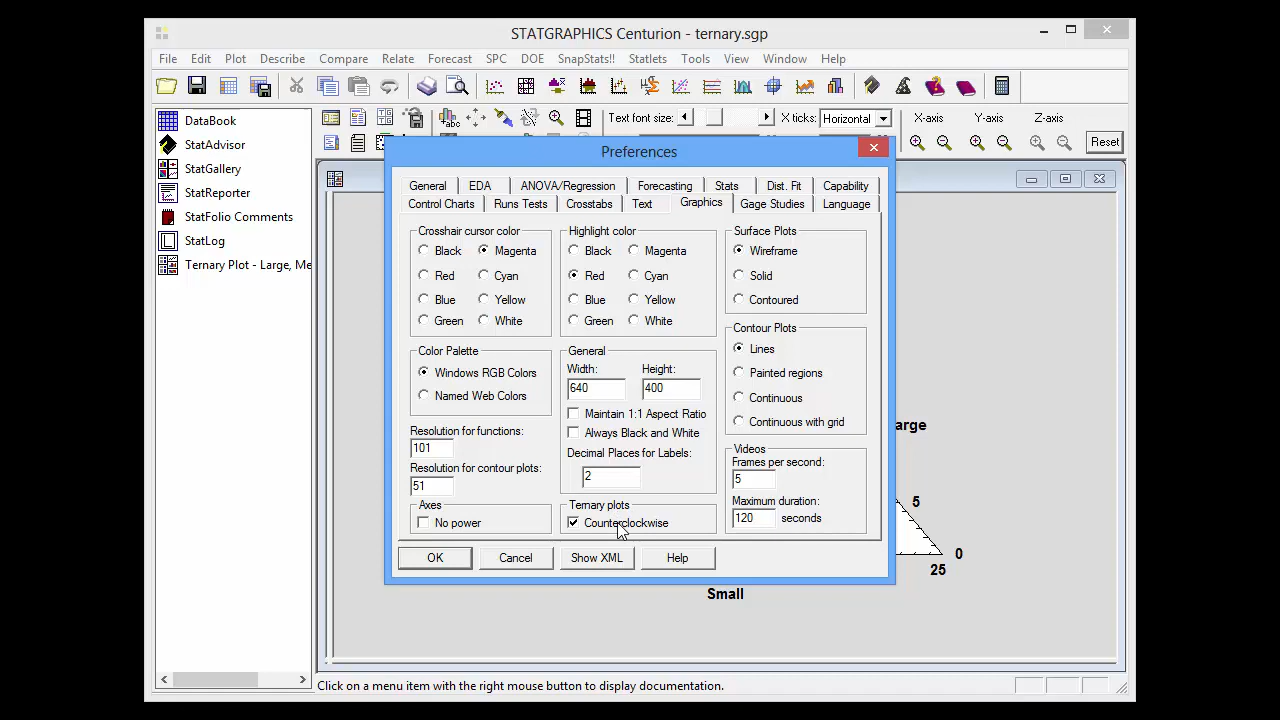 STATGRAPHICS Centurion - ternary.sgp
File Edit Plot Describe Compare Relate Forecast SPC DOE SnapStats!! Statlets Tools View Window Help
Text font size: X ticks: Horizontal X-axis Y-axis Z-axis
Reset
DataBook
StatAdvisor
StatGallery
StatReporter
StatFolio Comments
StatLog
Ternary Plot - Large, Me
Preferences
General EDA ANOVA/Regression Forecasting Stats Dist. Fit Capability
Control Charts Runs Tests Crosstabs Text Graphics Gage Studies Language
Crosshair cursor color
Black Magenta
Red Cyan
Blue Yellow
Green White
Highlight color
Black Magenta
Red Cyan
Blue Yellow
Green White
Surface Plots
Wireframe
Solid
Contoured
Color Palette
Windows RGB Colors
Named Web Colors
General
Width: Height:
640 400
Maintain 1:1 Aspect Ratio
Always Black and White
Decimal Places for Labels:
2
Contour Plots
Lines
Painted regions
Continuous
Continuous with grid
Resolution for functions:
101
Resolution for contour plots:
51
Axes
No power
Ternary plots
Counterclockwise
Videos
Frames per second:
5
Maximum duration:
120 seconds
OK Cancel Show XML Help
arge
5
0
25
Small
Click on a menu item with the right mouse button to display documentation.